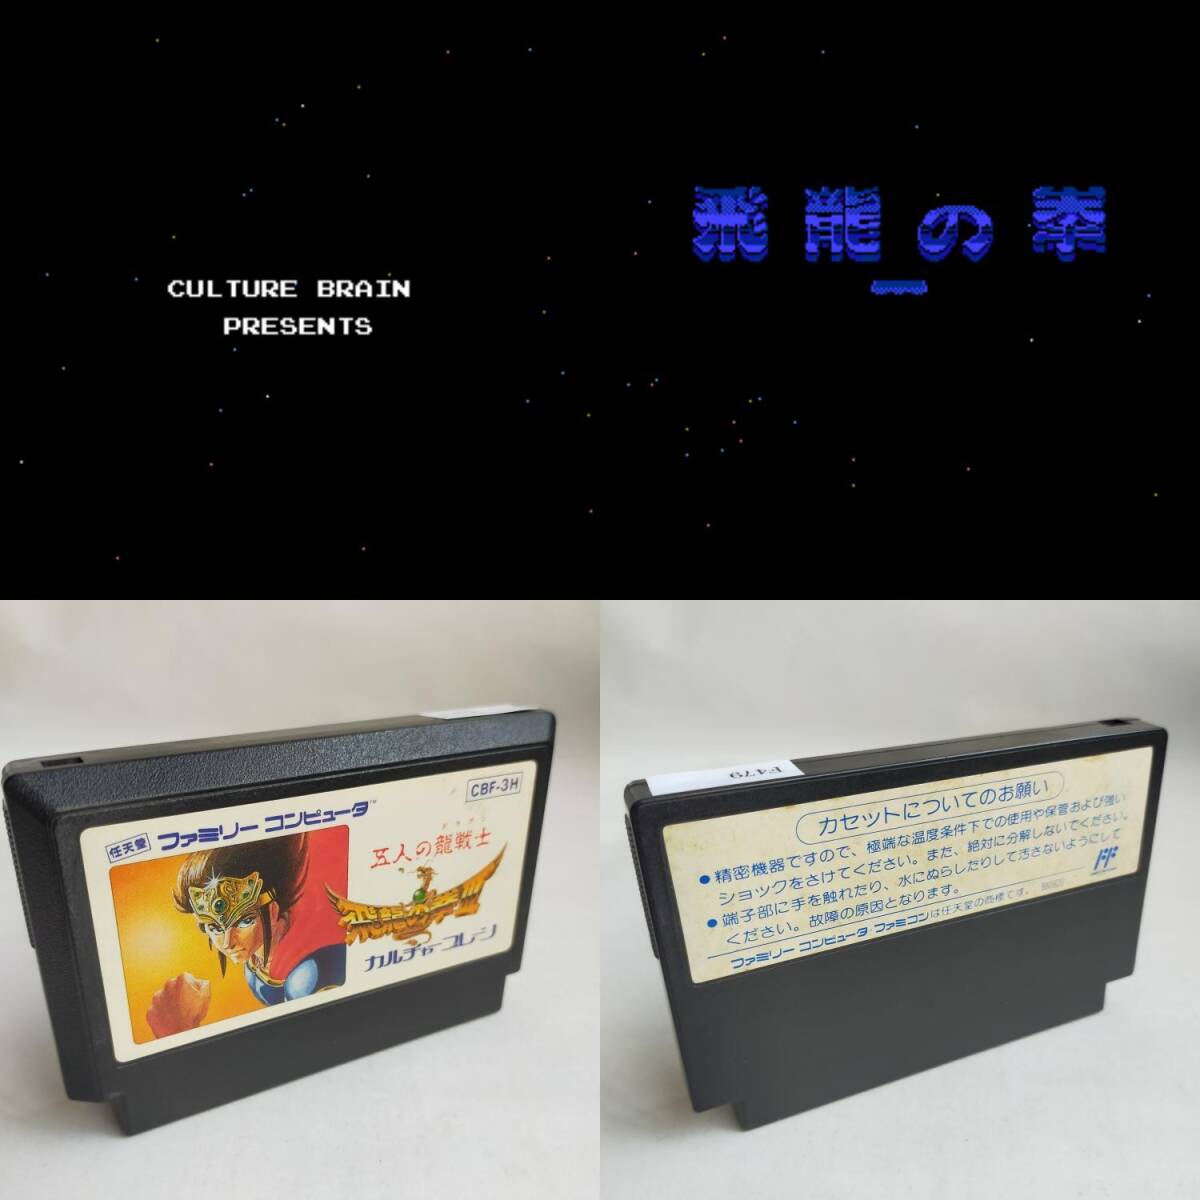 CULTURE BRAIN
PRESENTS
飛龍の拳
CBF-3H
任天堂 ファミリー コンピュータ™
ドラゴン
五人の龍戦士
飛龍の拳III
カルチャーブレーン
F479
カセットについてのお願い
●精密機器ですので、極端な温度条件下での使用や保管および強い
ショックをさけてください。また、絶対に分解しないでください。
●端子部に手を触れたり、水にぬらしたりして汚さないようにして
ください。故障の原因となります。
ファミリー コンピュータ・ファミコンは任天堂の商標です。